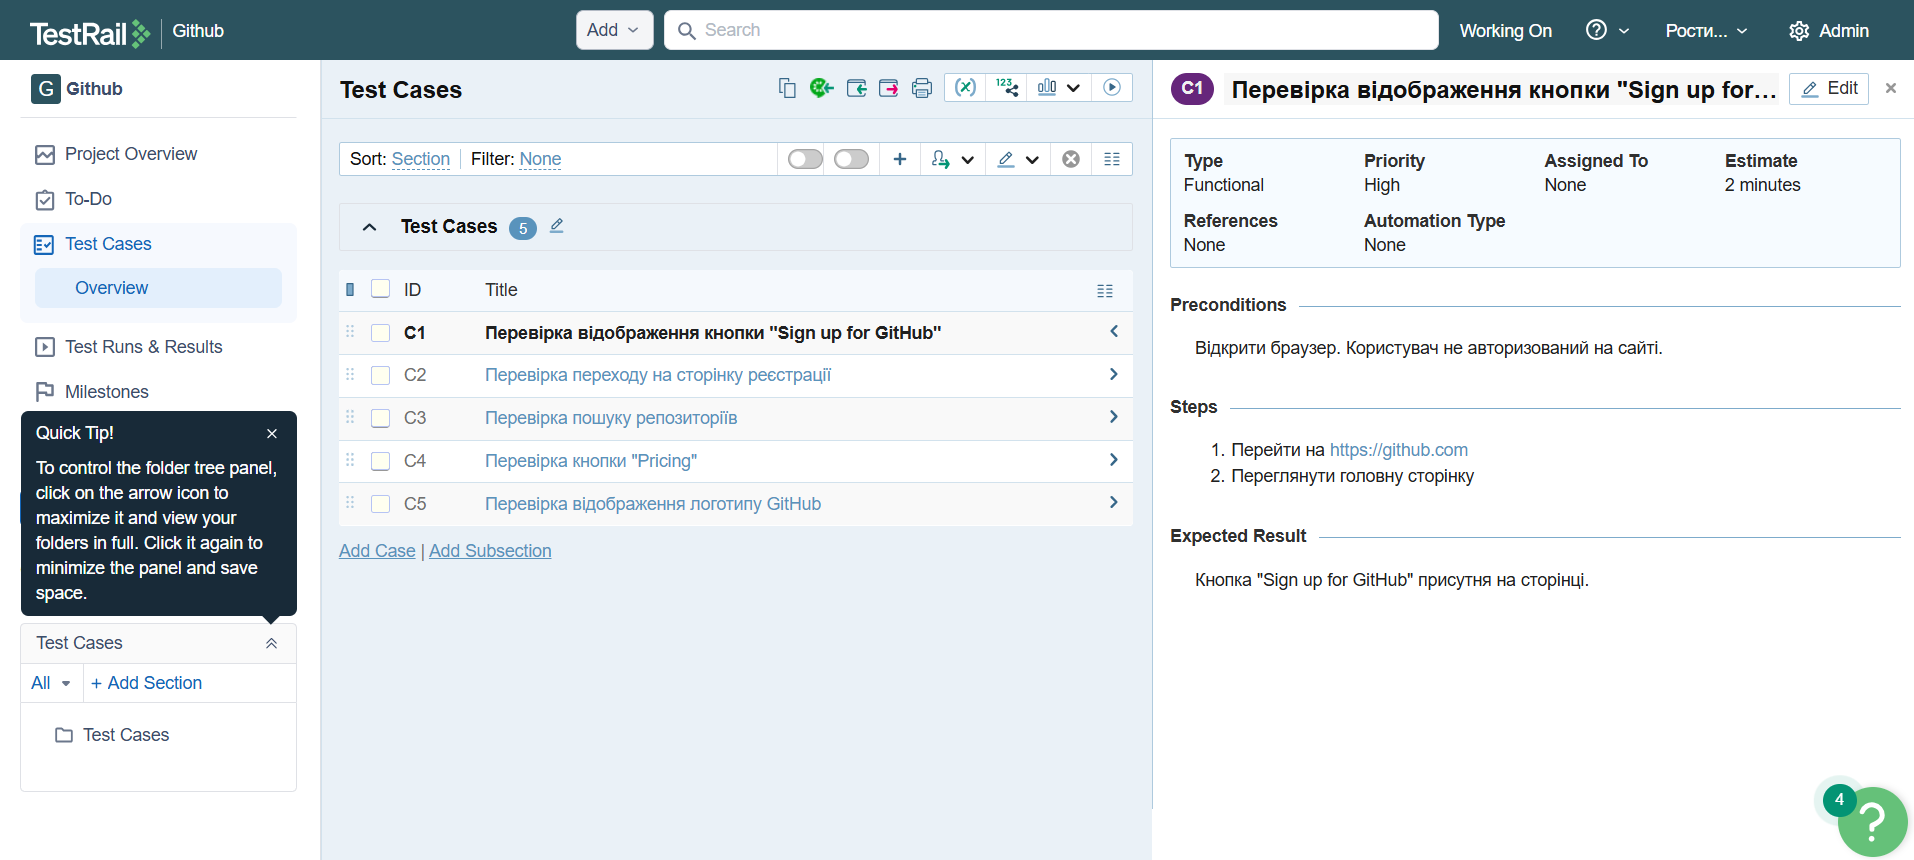 TestRail Github
Add
Search
Working On
Рости...
Admin
G Github
Project Overview
To-Do
Test Cases
Overview
Test Runs & Results
Milestones
Quick Tip!
To control the folder tree panel,
click on the arrow icon to
maximize it and view your
folders in full. Click it again to
minimize the panel and save
space.
Test Cases
All
+ Add Section
Test Cases
Test Cases
123
Sort: Section Filter: None
Test Cases 5
ID Title
C1 Перевірка відображення кнопки "Sign up for GitHub"
C2 Перевірка переходу на сторінку реєстрації
C3 Перевірка пошуку репозиторіїв
C4 Перевірка кнопки "Pricing"
C5 Перевірка відображення логотипу GitHub
Add Case | Add Subsection
C1 Перевірка відображення кнопки "Sign up for...
Edit
Type Priority Assigned To Estimate
Functional High None 2 minutes
References Automation Type
None None
Preconditions
Відкрити браузер. Користувач не авторизований на сайті.
Steps
1. Перейти на https://github.com
2. Переглянути головну сторінку
Expected Result
Кнопка "Sign up for GitHub" присутня на сторінці.
4
?